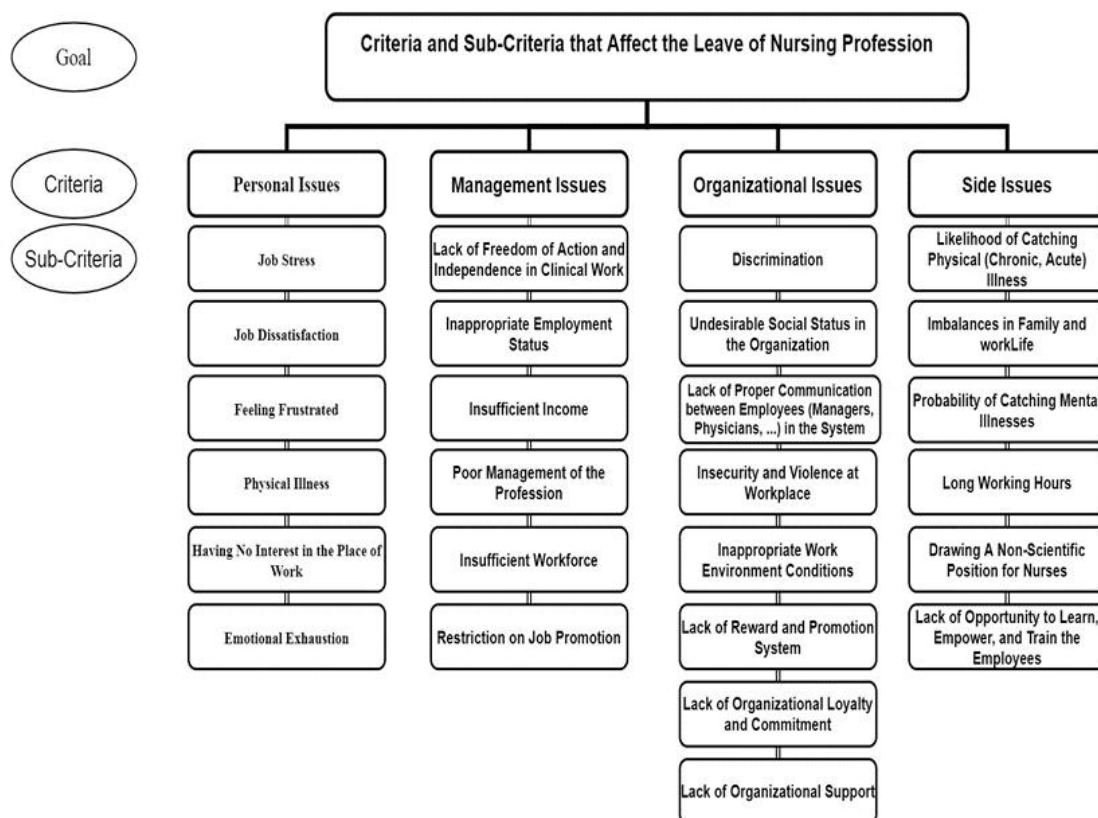 Goal
Criteria and Sub-Criteria that Affect the Leave of Nursing Profession
Criteria
Personal Issues
Management Issues
Organizational Issues
Side Issues
Sub-Criteria
Job Stress
Job Dissatisfaction
Feeling Frustrated
Physical Illness
Having No Interest in the Place of
Work
Emotional Exhaustion
Lack of Freedom of Action and
Independence in Clinical Work
Inappropriate Employment
Status
Insufficient Income
Poor Management of the
Profession
Insufficient Workforce
Restriction on Job Promotion
Discrimination
Undesirable Social Status in
the Organization
Lack of Proper Communication
between Employees (Managers,
Physicians, ...) in the System
Insecurity and Violence at
Workplace
Inappropriate Work
Environment Conditions
Lack of Reward and Promotion
System
Lack of Organizational Loyalty
and Commitment
Lack of Organizational Support
Likelihood of Catching
Physical (Chronic, Acute)
Illness
Imbalances in Family and
workLife
Probability of Catching Menta
Illnesses
Long Working Hours
Drawing A Non-Scientific
Position for Nurses
Lack of Opportunity to Learn,
Empower, and Train the
Employees